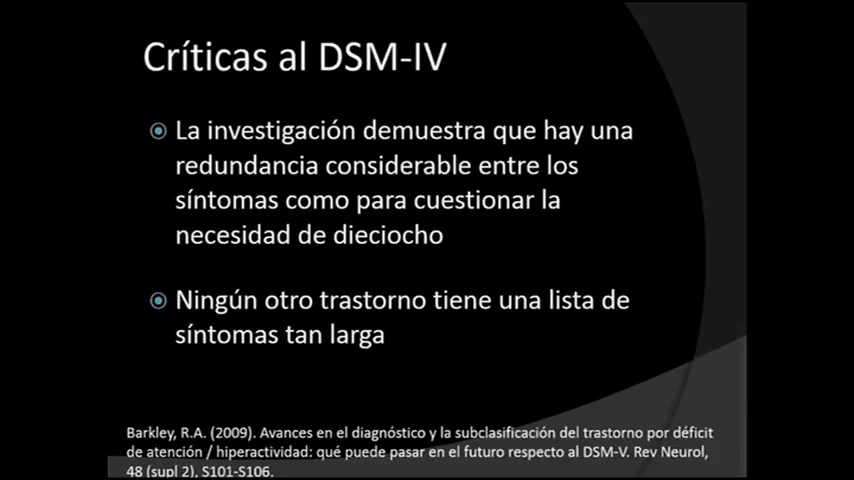 Críticas al DSM-IV
La investigación demuestra que hay una
redundancia considerable entre los
síntomas como para cuestionar la
necesidad de dieciocho
Ningún otro trastorno tiene una lista de
síntomas tan larga
Barkley, R.A. (2009). Avances en el diagnóstico y la subclasificación del trastorno por déficit
de atención / hiperactividad: qué puede pasar en el futuro respecto al DSM-V. Rev Neurol,
48 (supl 2), S101-S106.